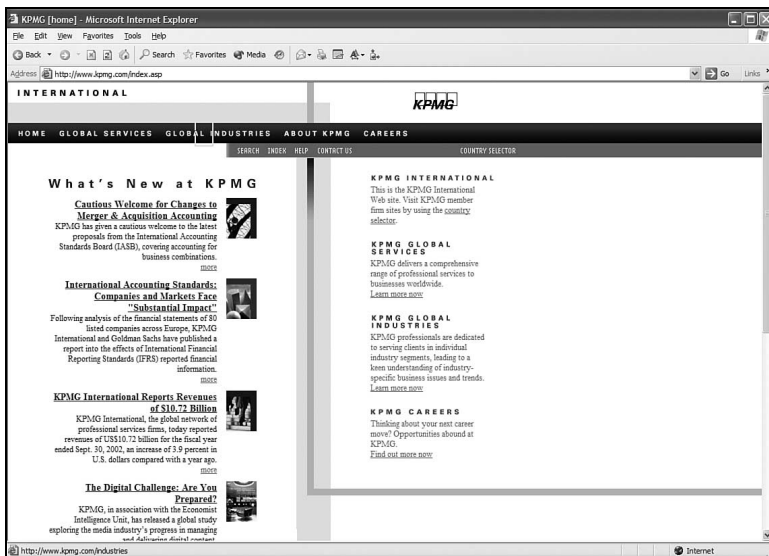 KPMG [home] - Microsoft Internet Explorer
File Edit View Favorites Tools Help
Back Search Favorites Media
Address http://www.kpmg.com/index.asp Go Links »
INTERNATIONAL
KPMG
HOME GLOBAL SERVICES GLOBAL INDUSTRIES ABOUT KPMG CAREERS
SEARCH INDEX HELP CONTACT US COUNTRY SELECTOR
What's New at KPMG
Cautious Welcome for Changes to
Merger & Acquisition Accounting
KPMG has given a cautious welcome to the latest
proposals from the International Accounting
Standards Board (IASB), covering accounting for
business combinations.
more
International Accounting Standards:
Companies and Markets Face
"Substantial Impact"
Following analysis of the financial statements of 80
listed companies across Europe, KPMG
International and Goldman Sachs have published a
report into the effects of International Financial
Reporting Standards (IFRS) reported financial
information.
more
KPMG International Reports Revenues
of $10.72 Billion
KPMG International, the global network of
professional services firms, today reported
revenues of US$10.72 billion for the fiscal year
ended Sept. 30, 2002, an increase of 3.9 percent in
U.S. dollars compared with a year ago.
more
The Digital Challenge: Are You
Prepared?
KPMG, in association with the Economist
Intelligence Unit, has released a global study
exploring the media industry's progress in managing
and delivering digital content.
KPMG INTERNATIONAL
This is the KPMG International
Web site. Visit KPMG member
firm sites by using the country
selector.
KPMG GLOBAL
SERVICES
KPMG delivers a comprehensive
range of professional services to
businesses worldwide.
Learn more now
KPMG GLOBAL
INDUSTRIES
KPMG professionals are dedicated
to serving clients in individual
industry segments, leading to a
keen understanding of industry-
specific business issues and trends.
Learn more now
KPMG CAREERS
Thinking about your next career
move? Opportunities abound at
KPMG.
Find out more now
http://www.kpmg.com/industries Internet